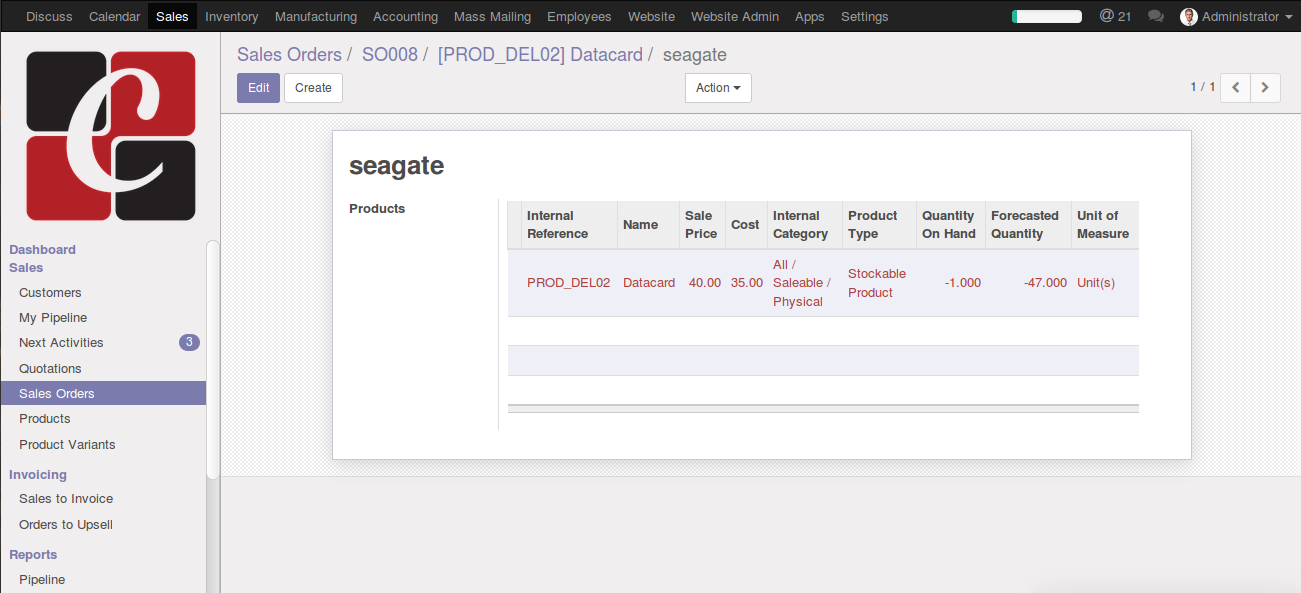 Discuss Calendar Sales Inventory Manufacturing Accounting Mass Mailing Employees Website Website Admin Apps Settings @ 21 Administrator
Sales Orders / SO008 / [PROD_DEL02] Datacard / seagate
Edit Create Action 1 / 1
C
seagate
Products
Internal Reference Name Sale Price Cost Internal Category Product Type Quantity On Hand Forecasted Quantity Unit of Measure
PROD_DEL02 Datacard 40.00 35.00 All / Saleable / Physical Stockable Product -1.000 -47.000 Unit(s)
Dashboard
Sales
Customers
My Pipeline
Next Activities 3
Quotations
Sales Orders
Products
Product Variants
Invoicing
Sales to Invoice
Orders to Upsell
Reports
Pipeline